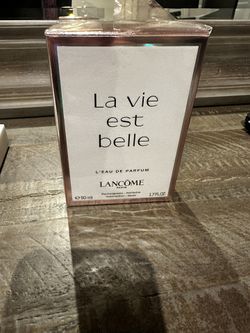 La vie
est
belle
L'EAU DE PARFUM
LANCÔME
PARIS
50 ml
1.7 FL.OZ